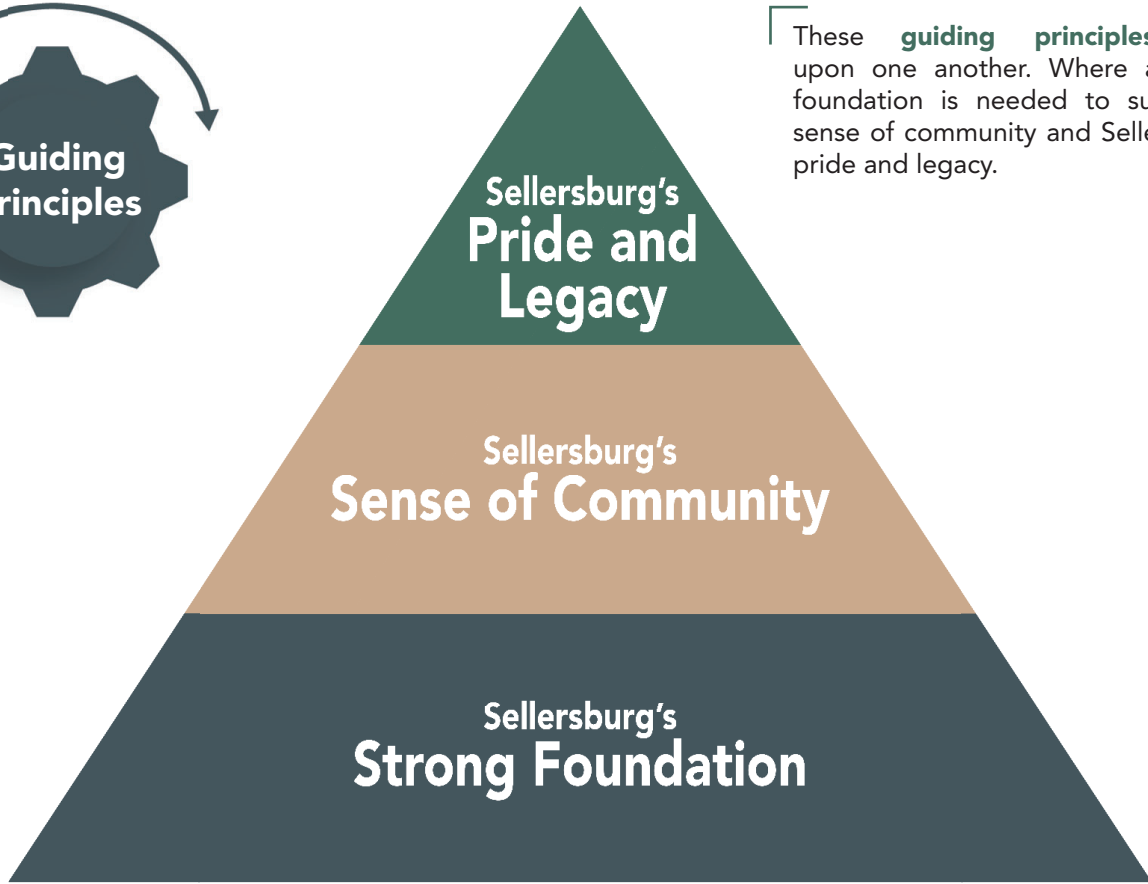 Guiding
rinciples
These guiding principles
upon one another. Where a
foundation is needed to su
sense of community and Selle
pride and legacy.
Sellersburg's
Pride and
Legacy
Sellersburg's
Sense of Community
Sellersburg's
Strong Foundation